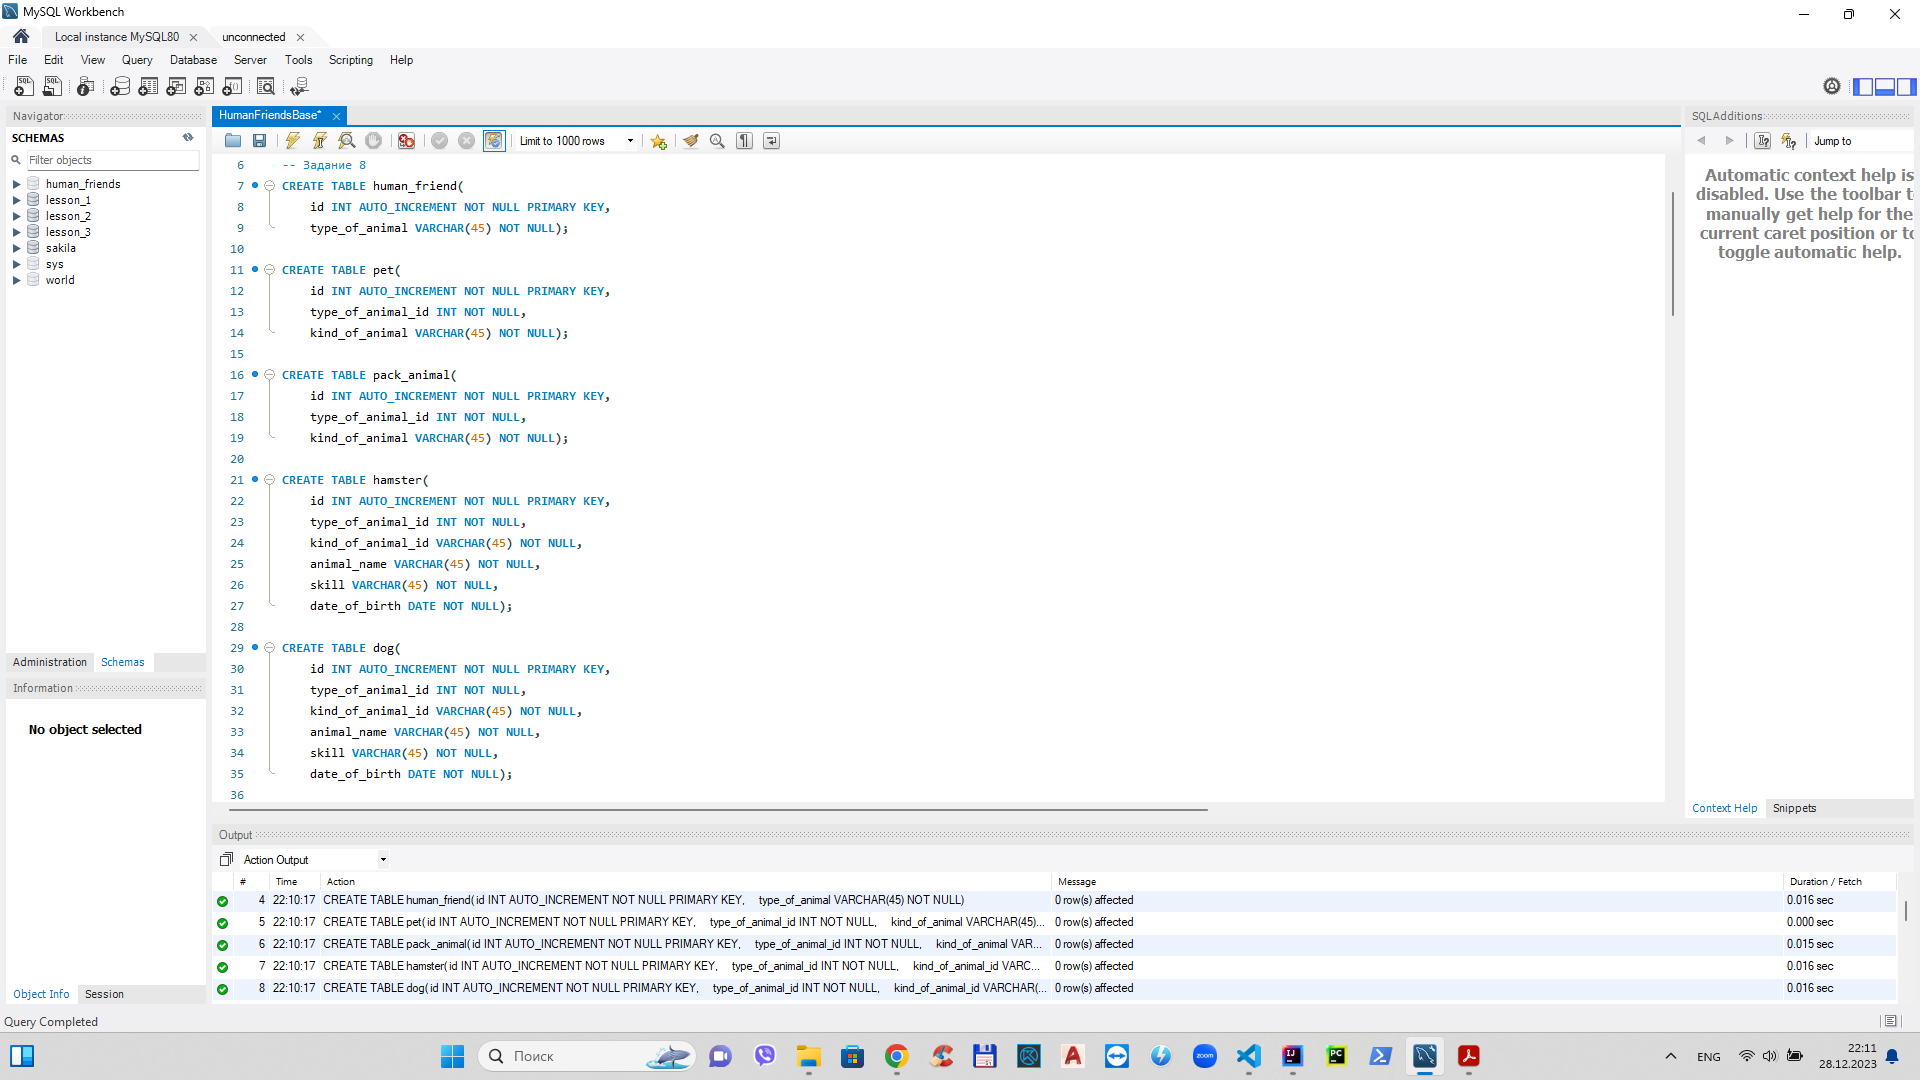 MySQL Workbench
Local instance MySQL80
unconnected
File Edit View Query Database Server Tools Scripting Help
Navigator
SCHEMAS
Filter objects
human_friends
lesson_1
lesson_2
lesson_3
sakila
sys
world
Administration Schemas
Information
No object selected
Object Info Session
HumanFriendsBase*
Limit to 1000 rows
6 -- Задание 8
7 CREATE TABLE human_friend(
8 id INT AUTO_INCREMENT NOT NULL PRIMARY KEY,
9 type_of_animal VARCHAR(45) NOT NULL);
10
11 CREATE TABLE pet(
12 id INT AUTO_INCREMENT NOT NULL PRIMARY KEY,
13 type_of_animal_id INT NOT NULL,
14 kind_of_animal VARCHAR(45) NOT NULL);
15
16 CREATE TABLE pack_animal(
17 id INT AUTO_INCREMENT NOT NULL PRIMARY KEY,
18 type_of_animal_id INT NOT NULL,
19 kind_of_animal VARCHAR(45) NOT NULL);
20
21 CREATE TABLE hamster(
22 id INT AUTO_INCREMENT NOT NULL PRIMARY KEY,
23 type_of_animal_id INT NOT NULL,
24 kind_of_animal_id VARCHAR(45) NOT NULL,
25 animal_name VARCHAR(45) NOT NULL,
26 skill VARCHAR(45) NOT NULL,
27 date_of_birth DATE NOT NULL);
28
29 CREATE TABLE dog(
30 id INT AUTO_INCREMENT NOT NULL PRIMARY KEY,
31 type_of_animal_id INT NOT NULL,
32 kind_of_animal_id VARCHAR(45) NOT NULL,
33 animal_name VARCHAR(45) NOT NULL,
34 skill VARCHAR(45) NOT NULL,
35 date_of_birth DATE NOT NULL);
36
SQLAdditions
Jump to
Automatic context help is
disabled. Use the toolbar t
manually get help for the
current caret position or to
toggle automatic help.
Context Help Snippets
Output
Action Output
# Time Action Message Duration / Fetch
4 22:10:17 CREATE TABLE human_friend( id INT AUTO_INCREMENT NOT NULL PRIMARY KEY, type_of_animal VARCHAR(45) NOT NULL) 0 row(s) affected 0.016 sec
5 22:10:17 CREATE TABLE pet( id INT AUTO_INCREMENT NOT NULL PRIMARY KEY, type_of_animal_id INT NOT NULL, kind_of_animal VARCHAR(45)... 0 row(s) affected 0.000 sec
6 22:10:17 CREATE TABLE pack_animal( id INT AUTO_INCREMENT NOT NULL PRIMARY KEY, type_of_animal_id INT NOT NULL, kind_of_animal VAR... 0 row(s) affected 0.015 sec
7 22:10:17 CREATE TABLE hamster( id INT AUTO_INCREMENT NOT NULL PRIMARY KEY, type_of_animal_id INT NOT NULL, kind_of_animal_id VARC... 0 row(s) affected 0.016 sec
8 22:10:17 CREATE TABLE dog( id INT AUTO_INCREMENT NOT NULL PRIMARY KEY, type_of_animal_id INT NOT NULL, kind_of_animal_id VARCHAR(... 0 row(s) affected 0.016 sec
Query Completed
Поиск
ENG
22:11
28.12.2023